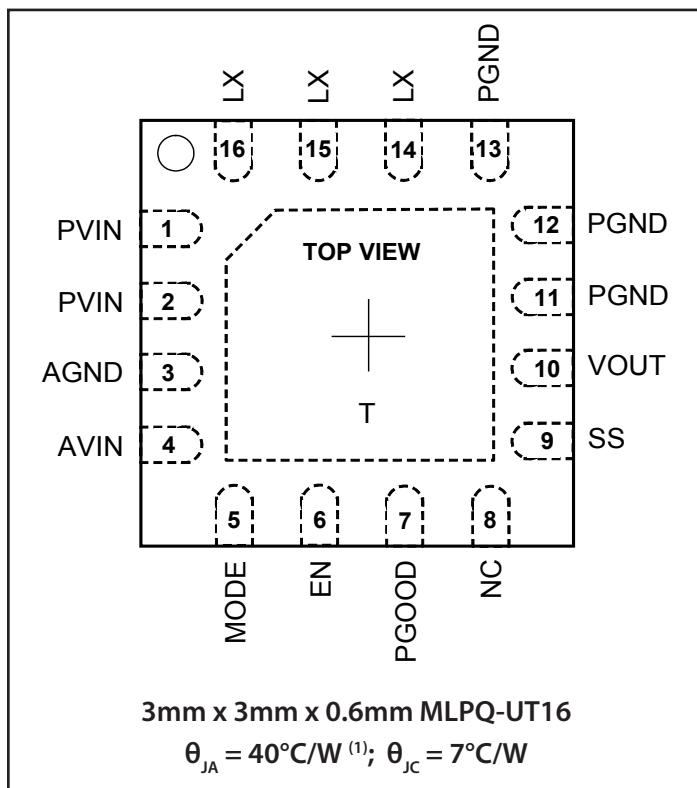 LX LX LX PGND
16 15 14 13
PVIN 1
PVIN 2
AGND 3
AVIN 4
TOP VIEW
T
12 PGND
11 PGND
10 VOUT
9 SS
5 6 7 8
MODE EN PGOOD NC
3mm x 3mm x 0.6mm MLPQ-UT16
θJA = 40°C/W (1); θJC = 7°C/W